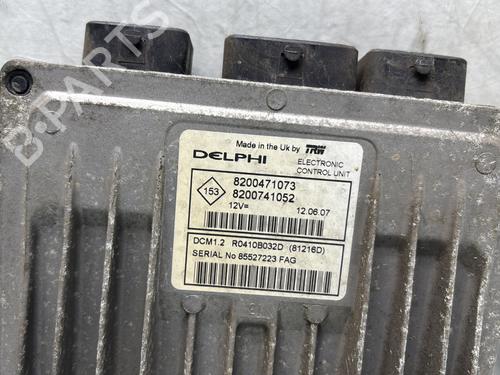 Made in the Uk by TRW
DELPHI
ELECTRONIC
CONTROL UNIT
153
8200471073
8200741052
12V=
12.06.07
DCM1.2 R0410B032D (81216D)
SERIAL No 85527223 FAG
B-PARTS